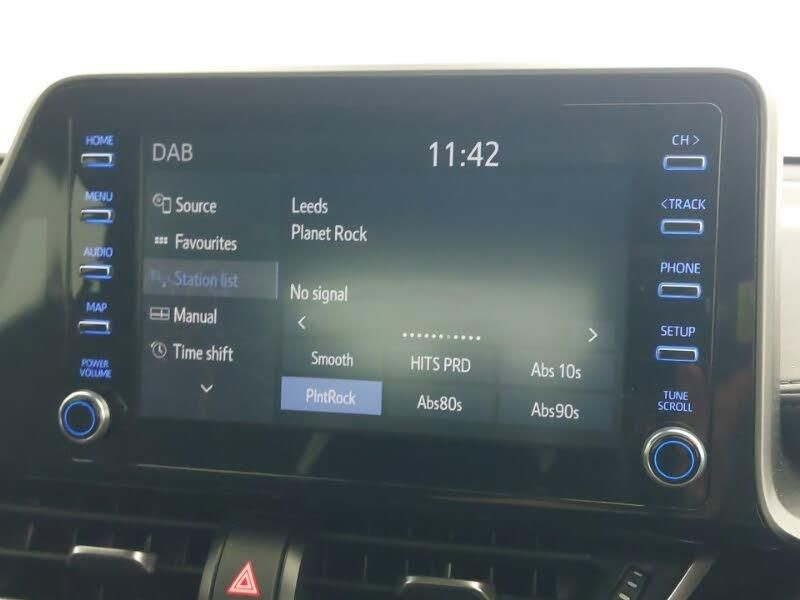 HOME
MENU
AUDIO
MAP
POWER
VOLUME
DAB
11:42
Source
Favourites
Station list
Manual
Time shift
Leeds
Planet Rock
No signal
Smooth
HITS PRD
Abs 10s
PlntRock
Abs80s
Abs90s
CH >
<TRACK
PHONE
SETUP
TUNE
SCROLL